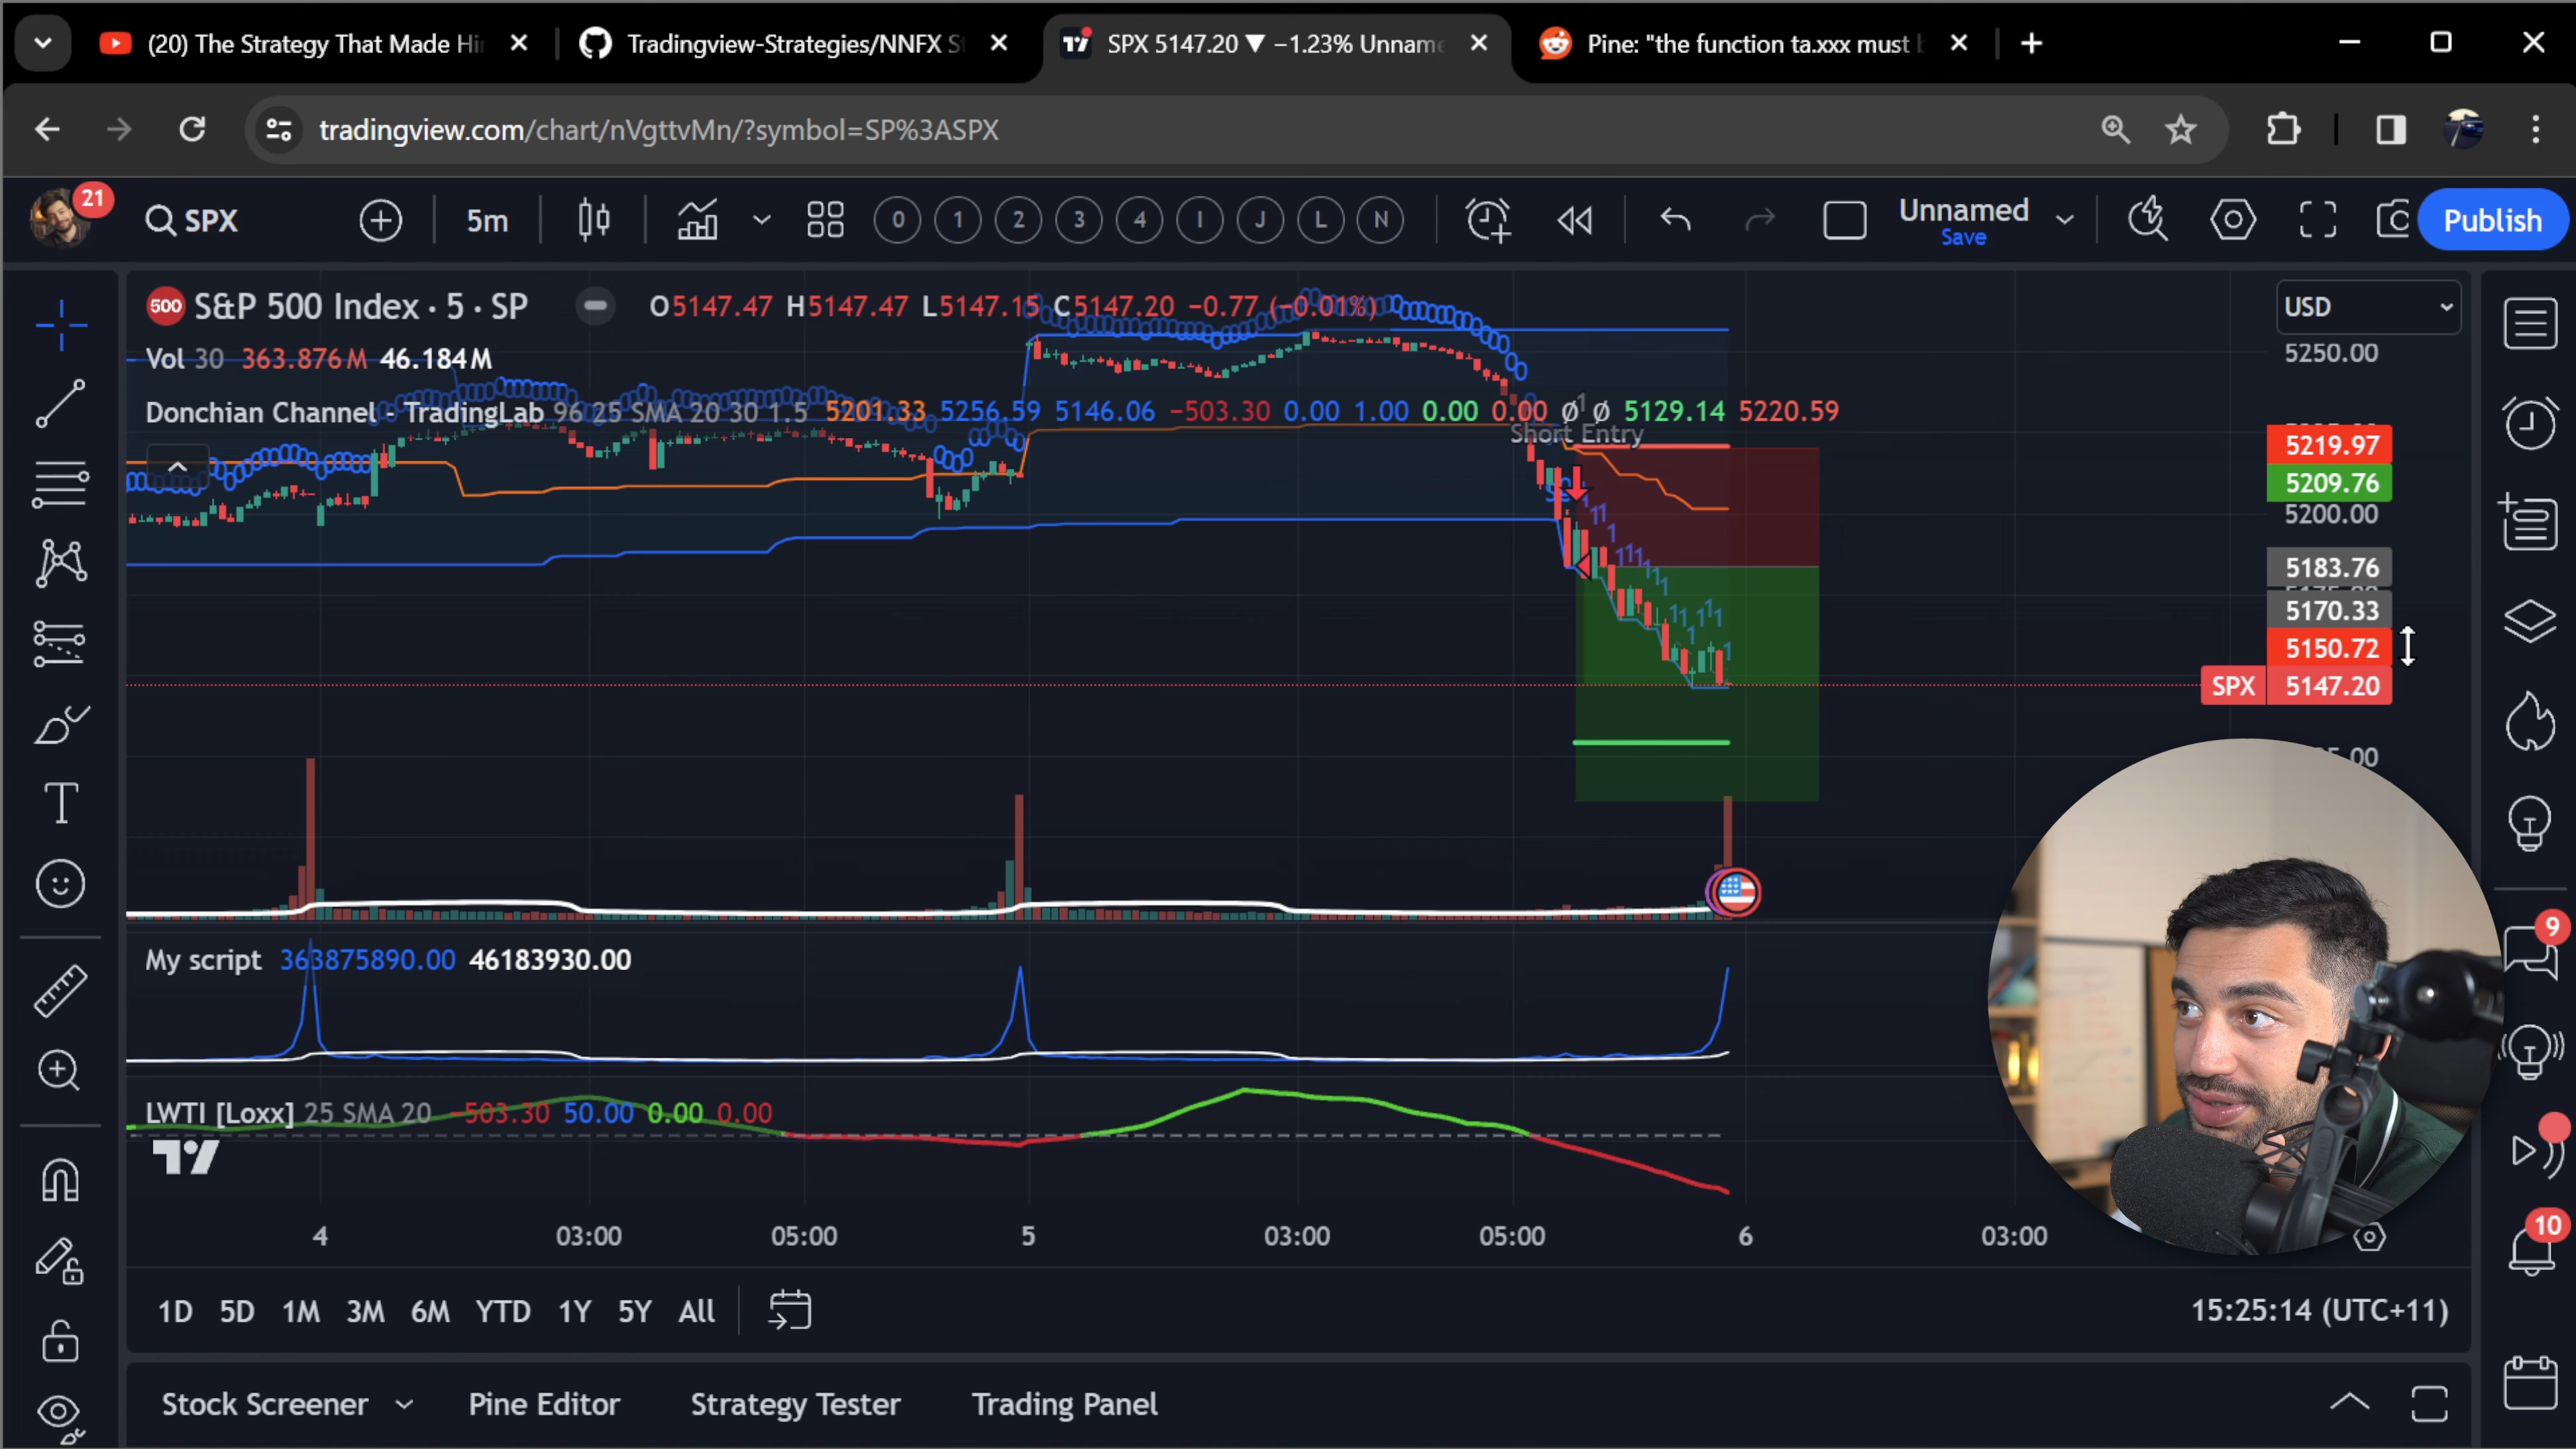 (20) The Strategy That Made Hi
Tradingview-Strategies/NNFX S
SPX 5147.20 ▼ −1.23% Unnam
Pine: "the function ta.xxx must
tradingview.com/chart/nVgttvMn/?symbol=SP%3ASPX
21
SPX
5m
0 1 2 3 4 I J L N
Unnamed
Save
Publish
500 S&P 500 Index · 5 · SP
O5147.47 H5147.47 L5147.15 C5147.20 −0.77 (−0.01%)
USD
Vol 30 363.876M 46.184M
5250.00
Donchian Channel - TradingLab 96 25 SMA 20 30 1.5 5201.33 5256.59 5146.06 −503.30 0.00 1.00 0.00 0.00 ∅ ∅ 5129.14 5220.59
Short Entry
5219.97
5209.76
5200.00
5183.76
5170.33
5150.72
SPX 5147.20
My script 363875890.00 46183930.00
9
LWTI [Loxx] 25 SMA 20 −503.30 50.00 0.00 0.00
10
4 03:00 05:00 5 03:00 05:00 6 03:00
1D 5D 1M 3M 6M YTD 1Y 5Y All
15:25:14 (UTC+11)
Stock Screener
Pine Editor
Strategy Tester
Trading Panel